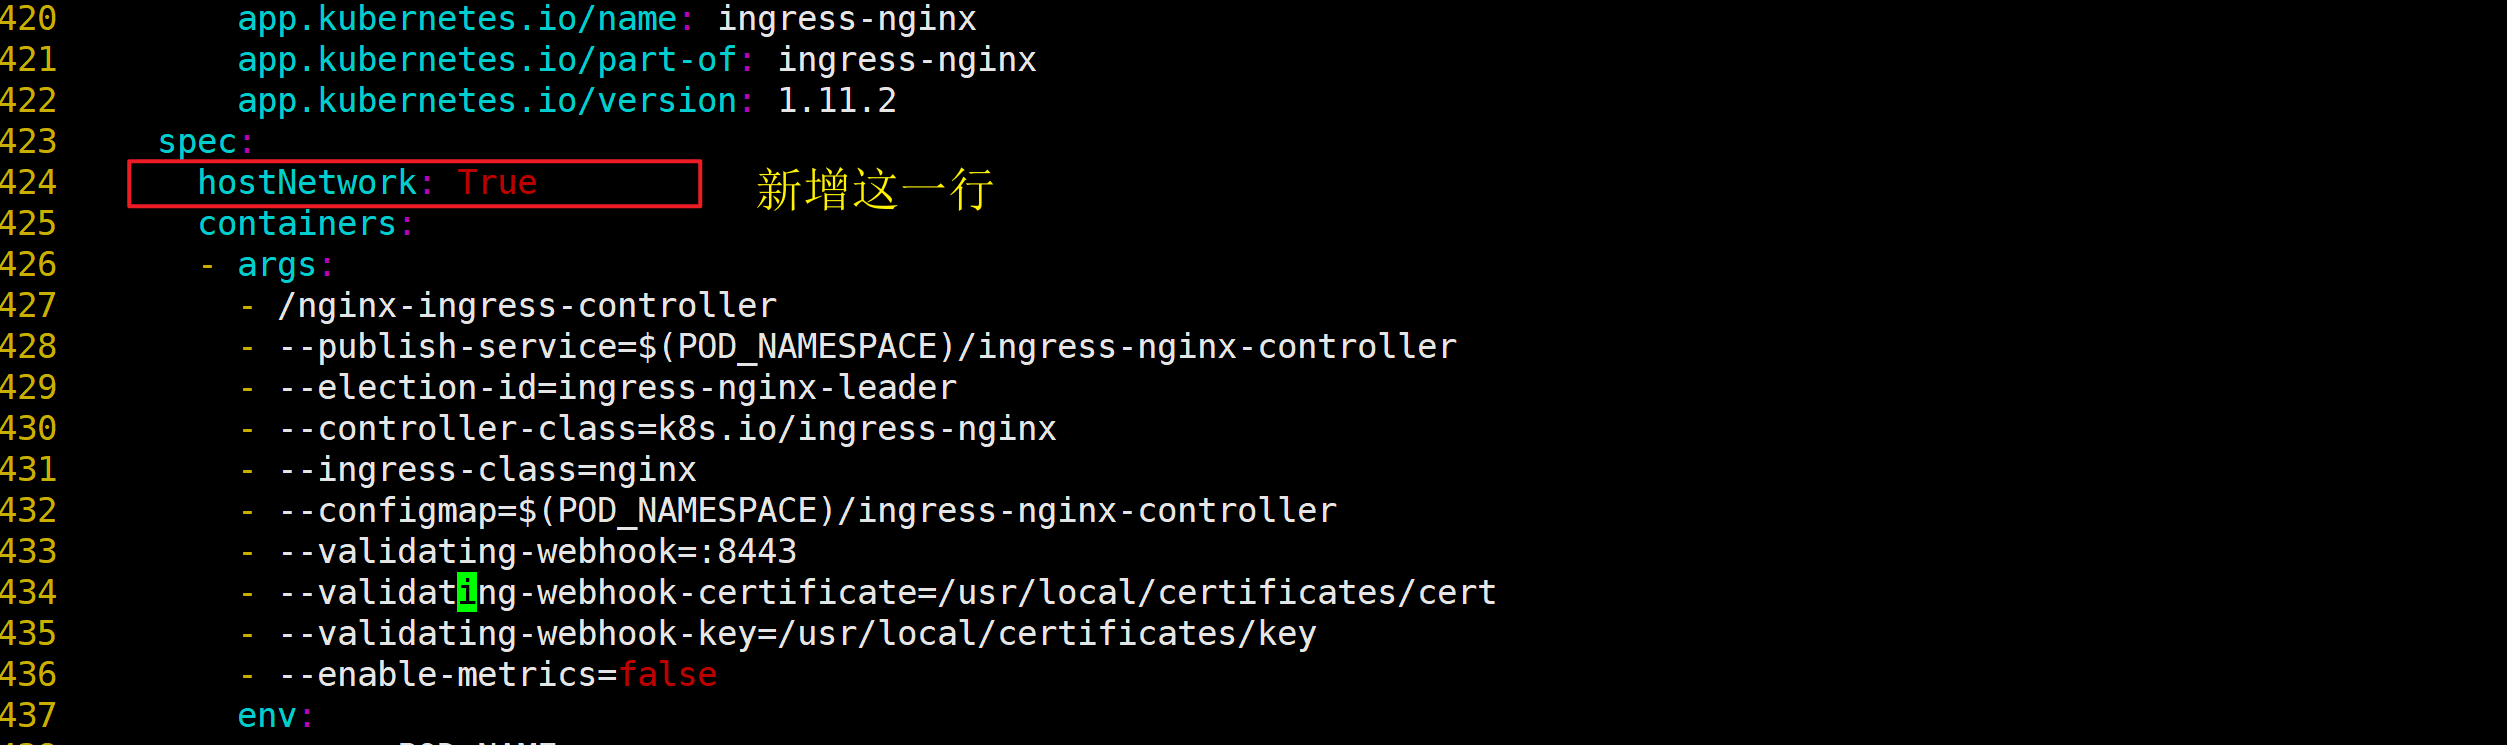 420         app.kubernetes.io/name: ingress-nginx
421         app.kubernetes.io/part-of: ingress-nginx
422         app.kubernetes.io/version: 1.11.2
423     spec:
424       hostNetwork: True 新增这一行
425       containers:
426       - args:
427         - /nginx-ingress-controller
428         - --publish-service=$(POD_NAMESPACE)/ingress-nginx-controller
429         - --election-id=ingress-nginx-leader
430         - --controller-class=k8s.io/ingress-nginx
431         - --ingress-class=nginx
432         - --configmap=$(POD_NAMESPACE)/ingress-nginx-controller
433         - --validating-webhook=:8443
434         - --validating-webhook-certificate=/usr/local/certificates/cert
435         - --validating-webhook-key=/usr/local/certificates/key
436         - --enable-metrics=false
437         env: